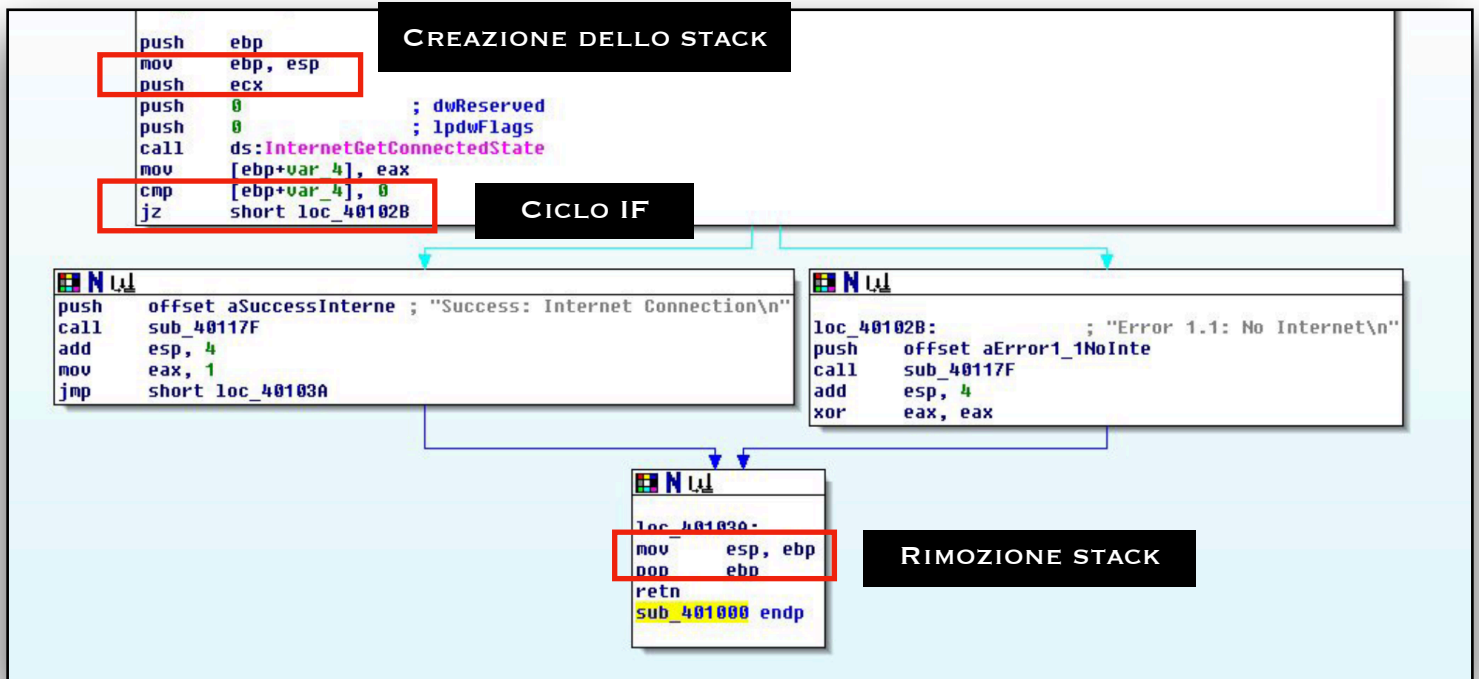 CREAZIONE DELLO STACK
push ebp
mov ebp, esp
push ecx
push 0 ; dwReserved
push 0 ; lpdwFlags
call ds:InternetGetConnectedState
mov [ebp+var_4], eax
cmp [ebp+var_4], 0
jz short loc_40102B
CICLO IF
push offset aSuccessInterne ; "Success: Internet Connection\n"
call sub_40117F
add esp, 4
mov eax, 1
jmp short loc_40103A
loc_40102B: ; "Error 1.1: No Internet\n"
push offset aError1_1NoInte
call sub_40117F
add esp, 4
xor eax, eax
loc_40103A:
mov esp, ebp
pop ebp
retn
sub_401000 endp
RIMOZIONE STACK